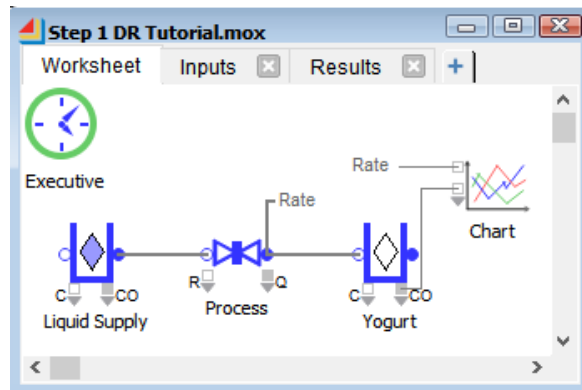 Step 1 DR Tutorial.mox
Worksheet Inputs Results +
Executive
Rate
Rate
Chart
R Q
C CO
C CO
Liquid Supply
Process
Yogurt